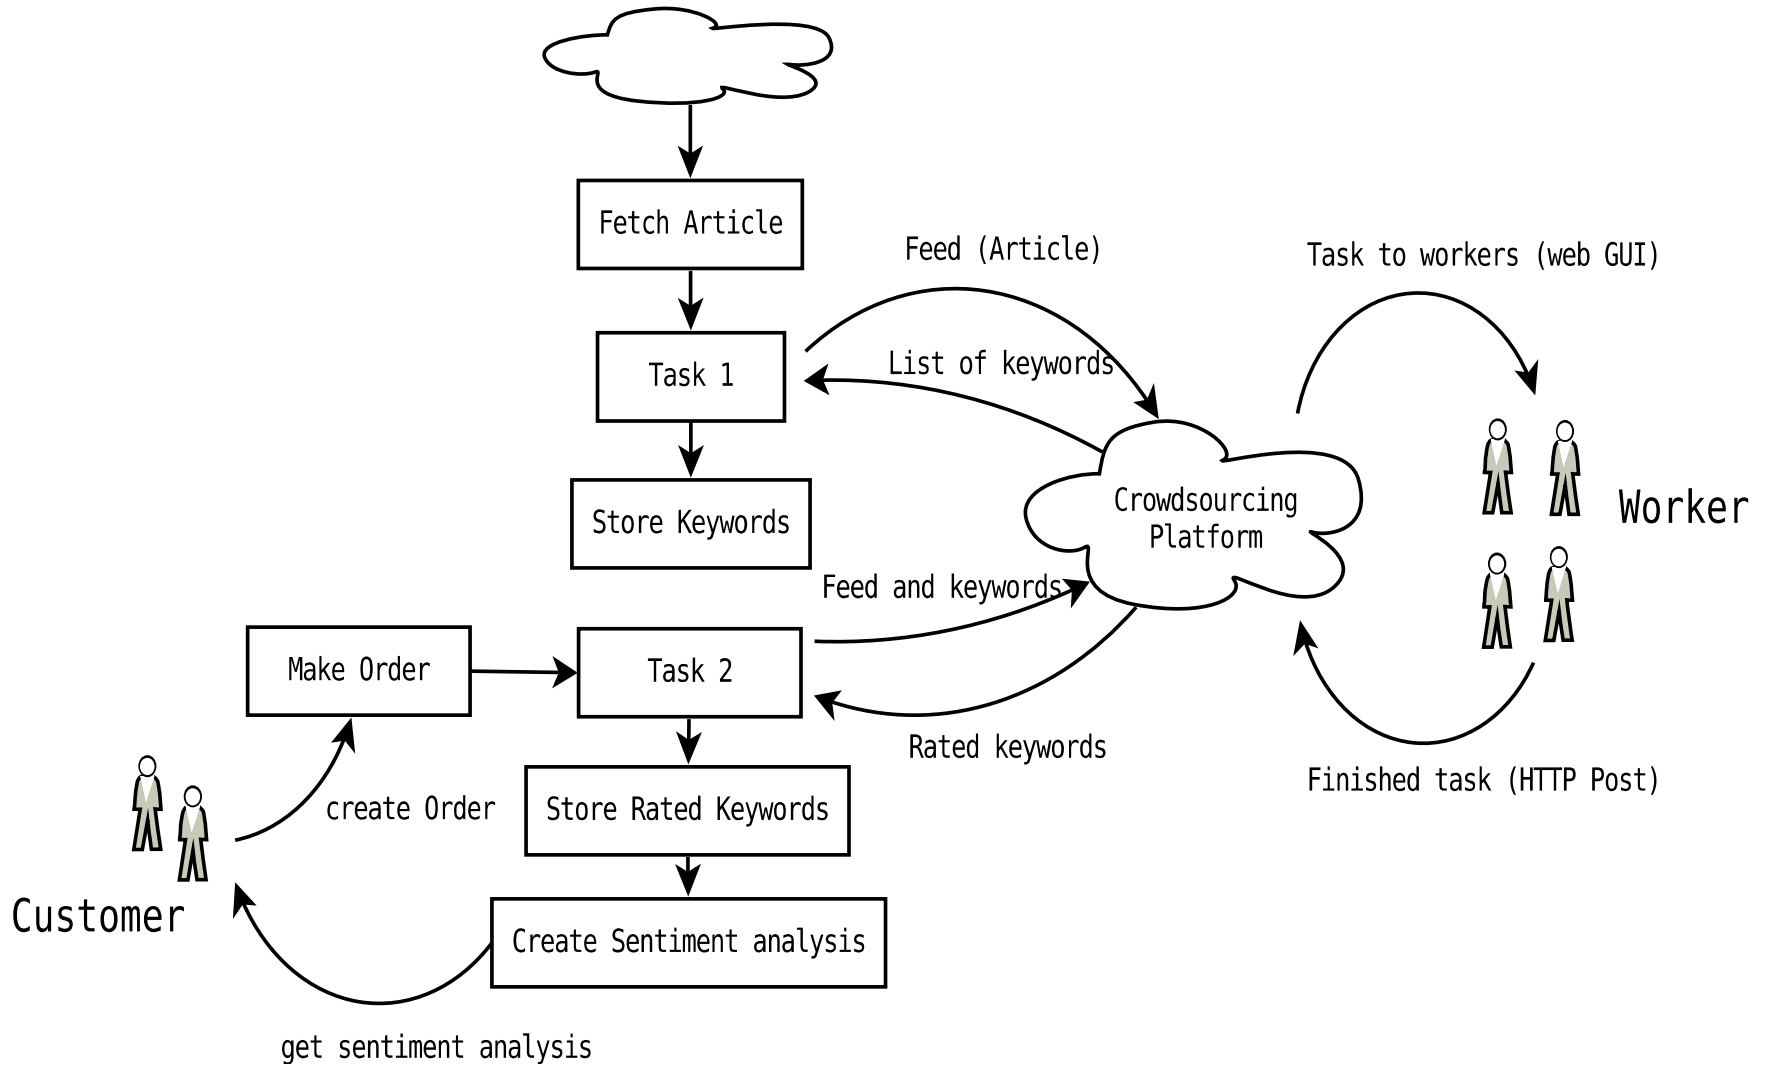 Fetch Article
Feed (Article)
Task to workers (web GUI)
Task 1
List of keywords
Crowdsourcing
Platform
Worker
Store Keywords
Feed and keywords
Make Order
Task 2
Rated keywords
Finished task (HTTP Post)
create Order
Store Rated Keywords
Customer
Create Sentiment analysis
get sentiment analysis